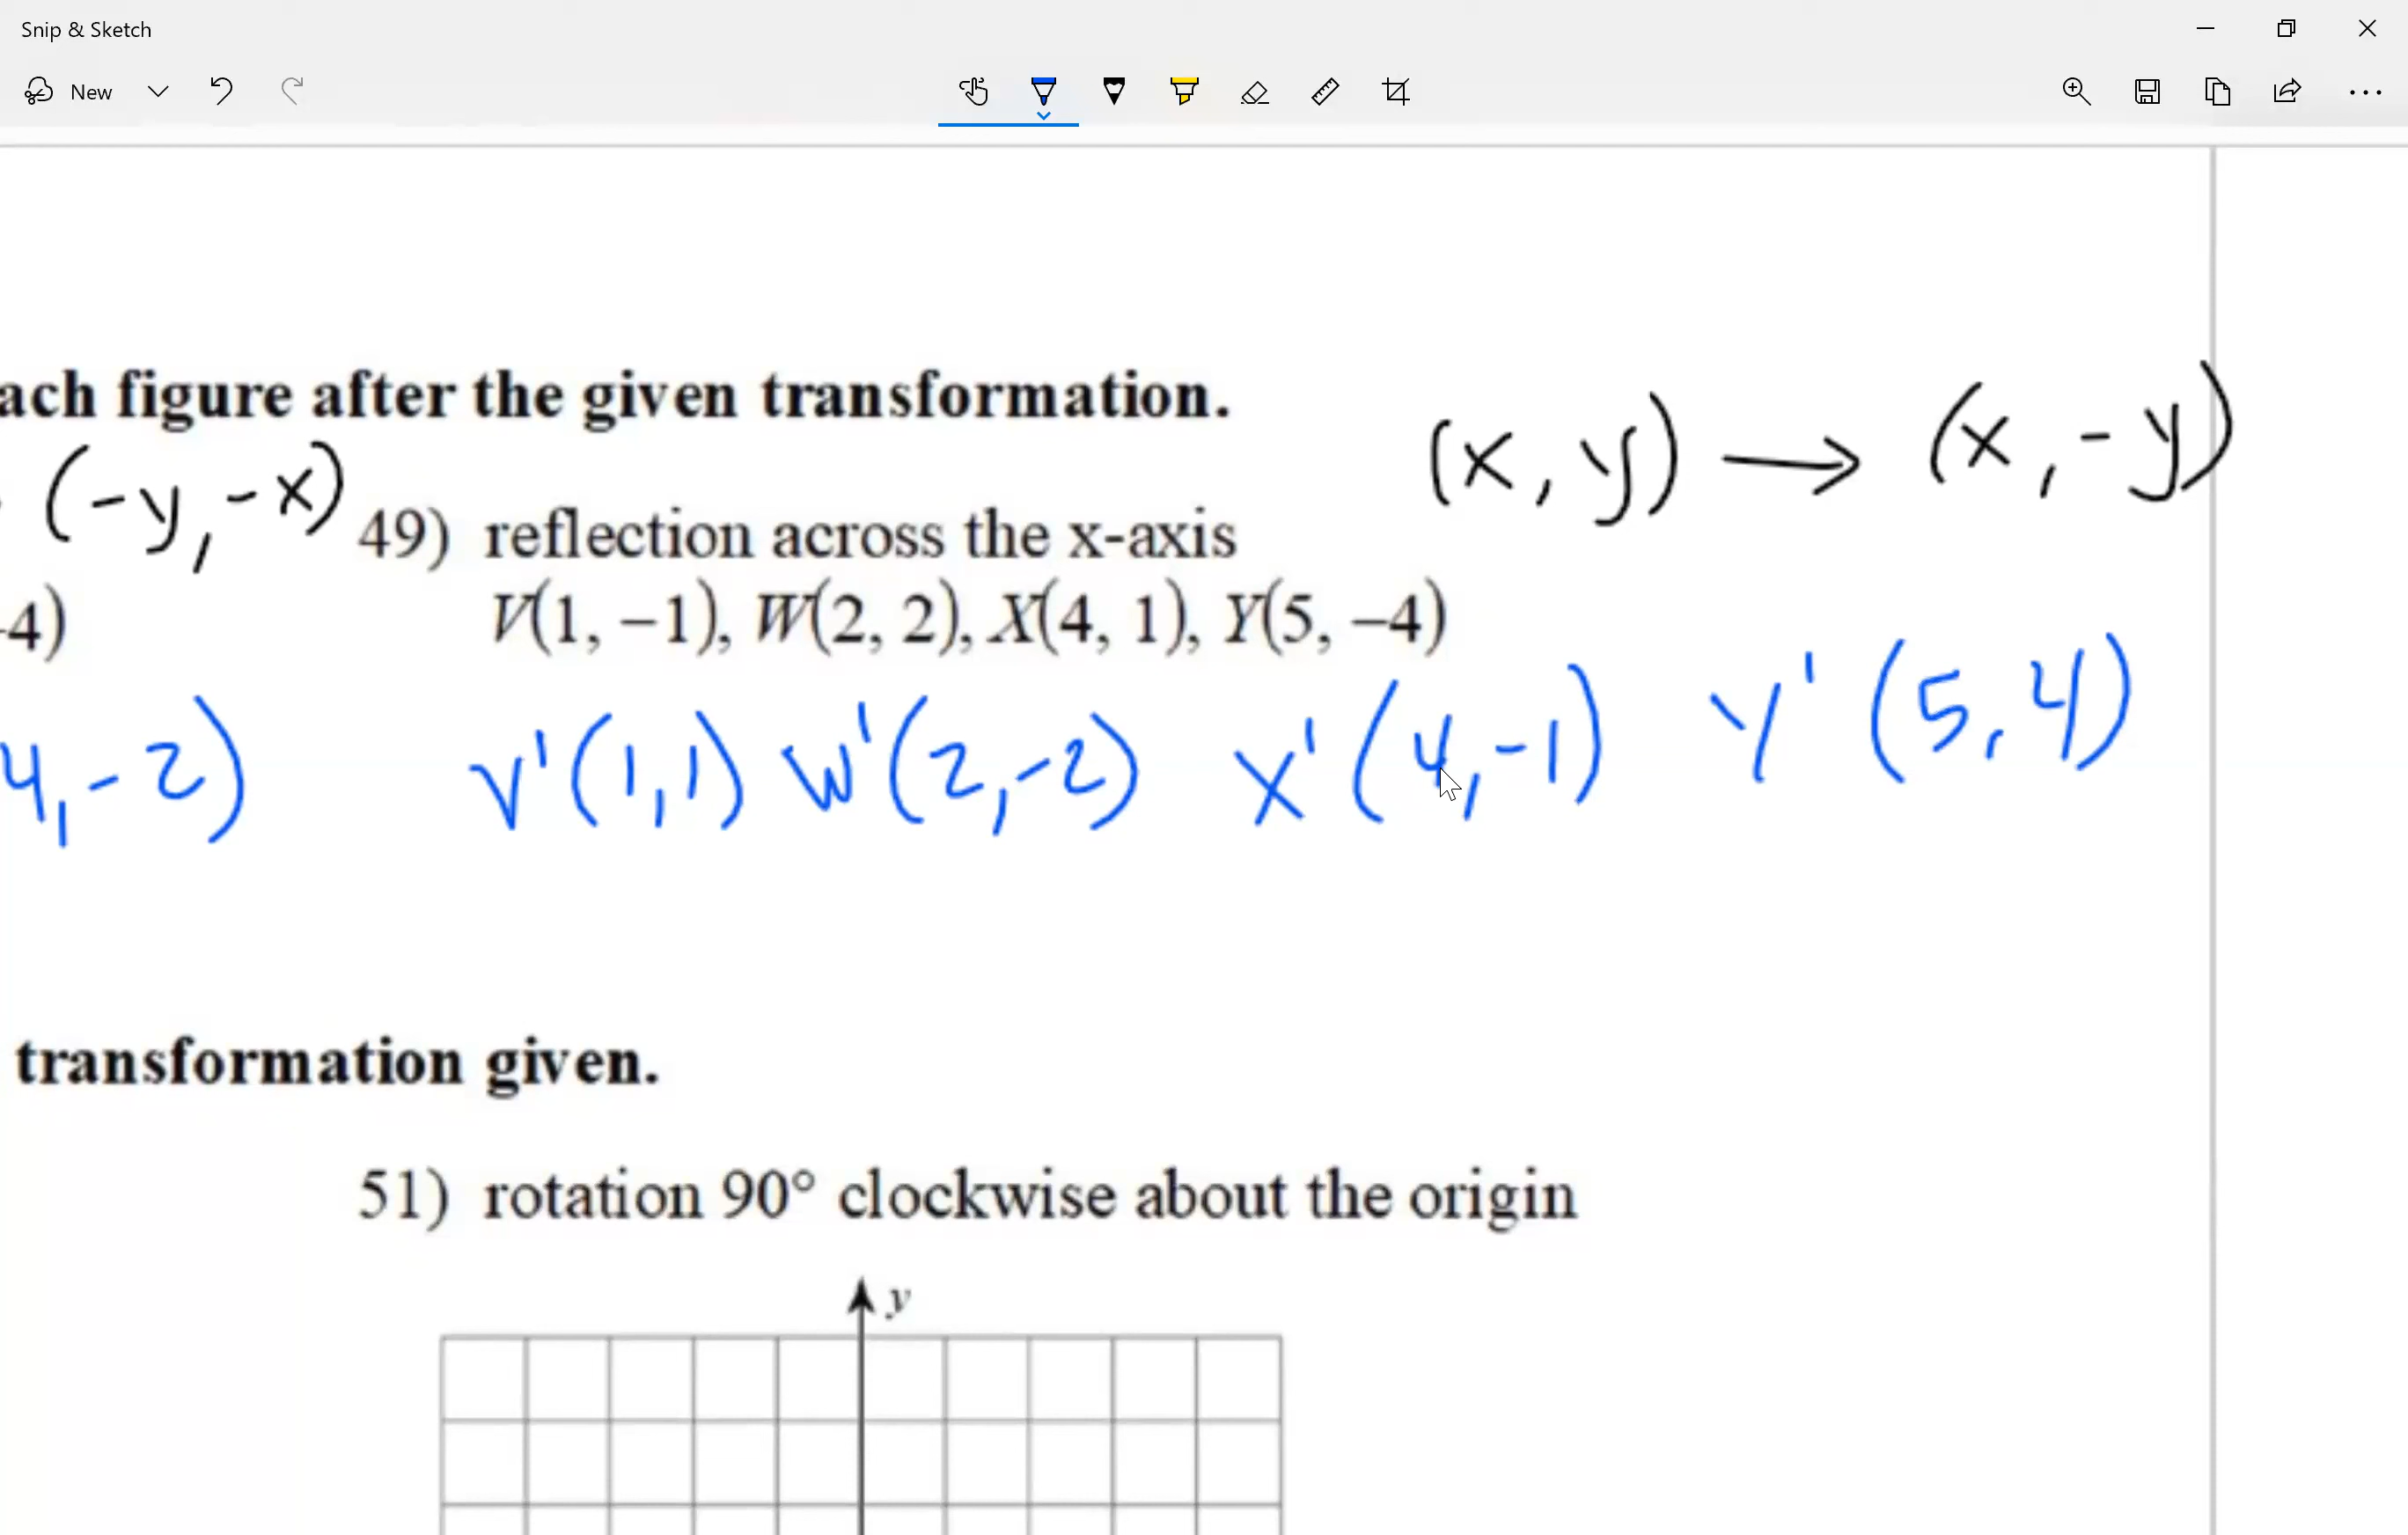 Snip & Sketch
New
ach figure after the given transformation.
(x, y) → (x, -y)
(-y, -x)
49) reflection across the x-axis
-4)
V(1, −1), W(2, 2), X(4, 1), Y(5, −4)
4, -2)
V'(1,1) W'(2,-2) X'(4,-1) Y'(5,4)
transformation given.
51) rotation 90° clockwise about the origin
y